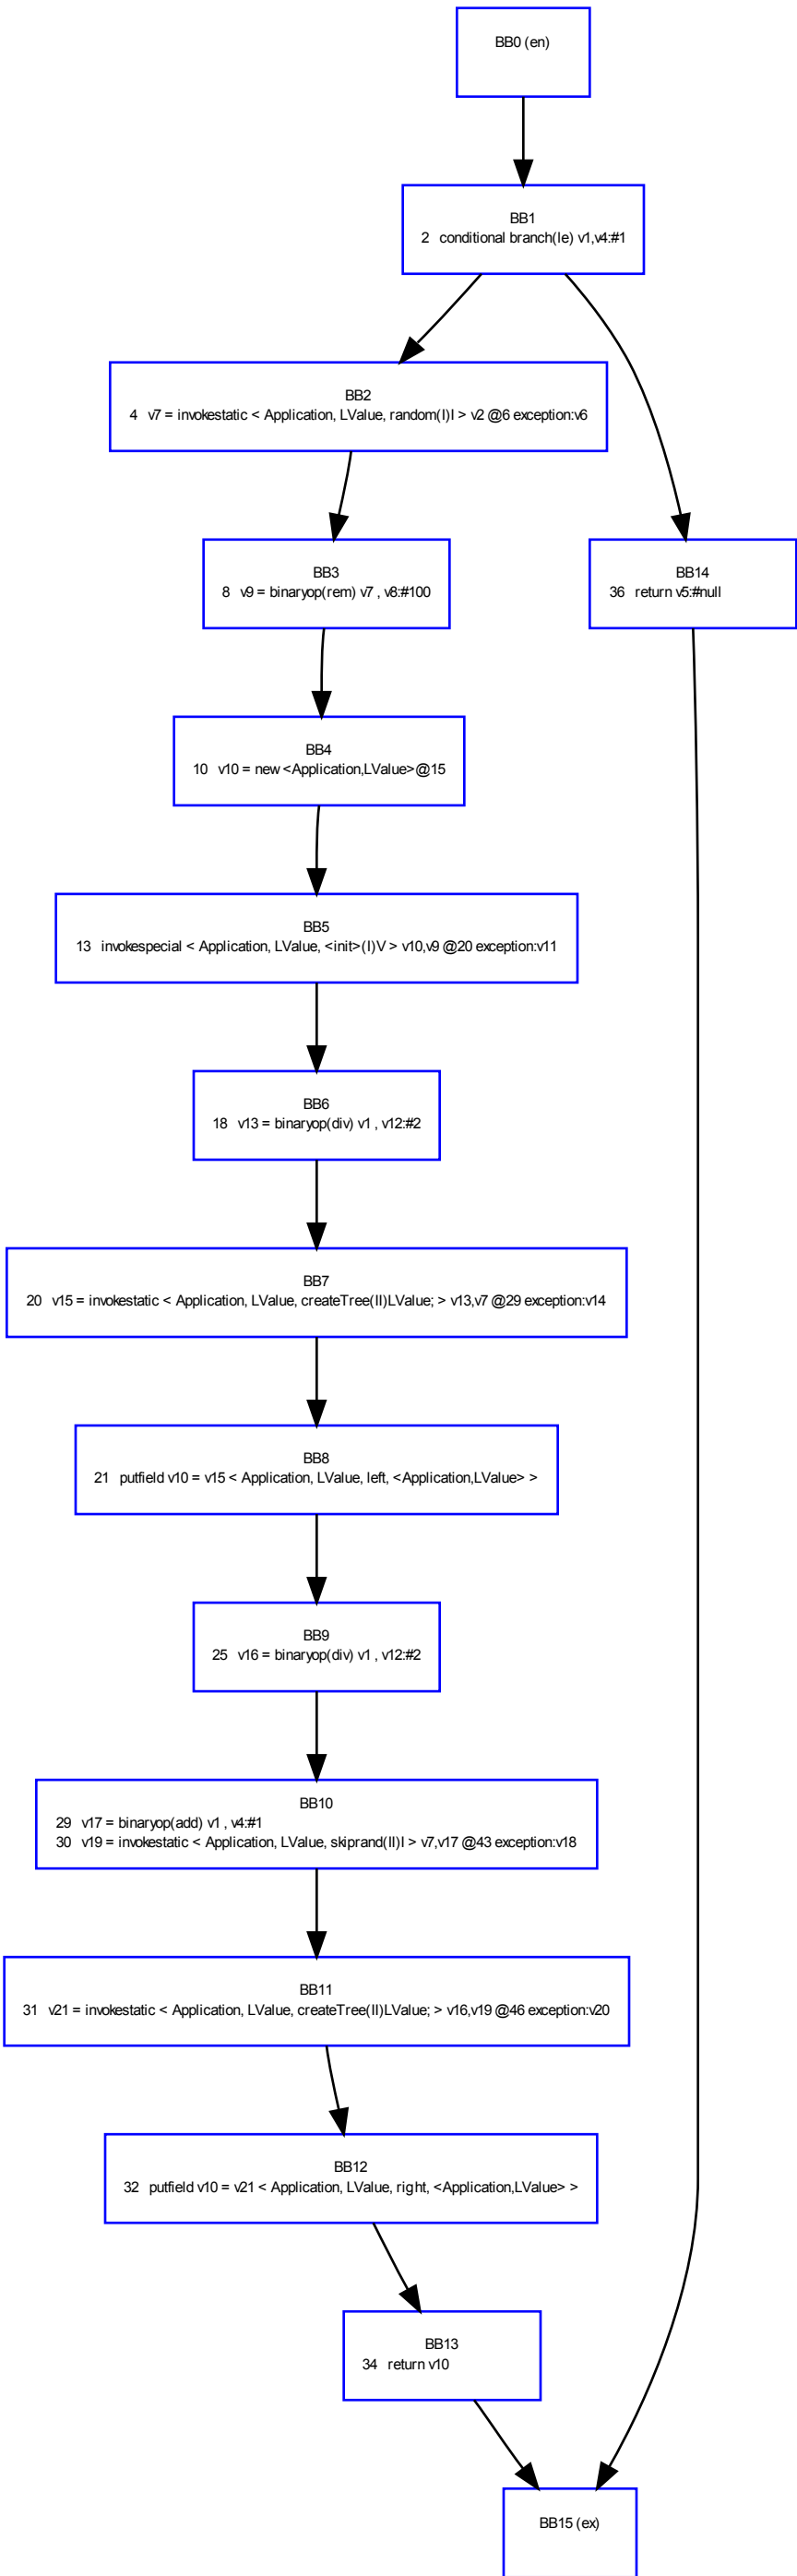 BB0 (en)
BB1
2 conditional branch(le) v1,v4:#1
BB2
4 v7 = invokestatic < Application, LValue, random(I)I > v2 @6 exception:v6
BB3
8 v9 = binaryop(rem) v7 , v8:#100
BB14
36 return v5:#null
BB4
10 v10 = new <Application,LValue>@15
BB5
13 invokespecial < Application, LValue, <init>(I)V > v10,v9 @20 exception:v11
BB6
18 v13 = binaryop(div) v1 , v12:#2
BB7
20 v15 = invokestatic < Application, LValue, createTree(II)LValue; > v13,v7 @29 exception:v14
BB8
21 putfield v10 = v15 < Application, LValue, left, <Application,LValue> >
BB9
25 v16 = binaryop(div) v1 , v12:#2
BB10
29 v17 = binaryop(add) v1 , v4:#1
30 v19 = invokestatic < Application, LValue, skiprand(II)I > v7,v17 @43 exception:v18
BB11
31 v21 = invokestatic < Application, LValue, createTree(II)LValue; > v16,v19 @46 exception:v20
BB12
32 putfield v10 = v21 < Application, LValue, right, <Application,LValue> >
BB13
34 return v10
BB15 (ex)